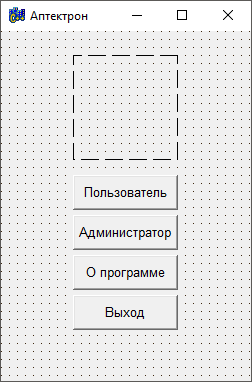 Аптектрон
Пользователь
Администратор
О программе
Выход